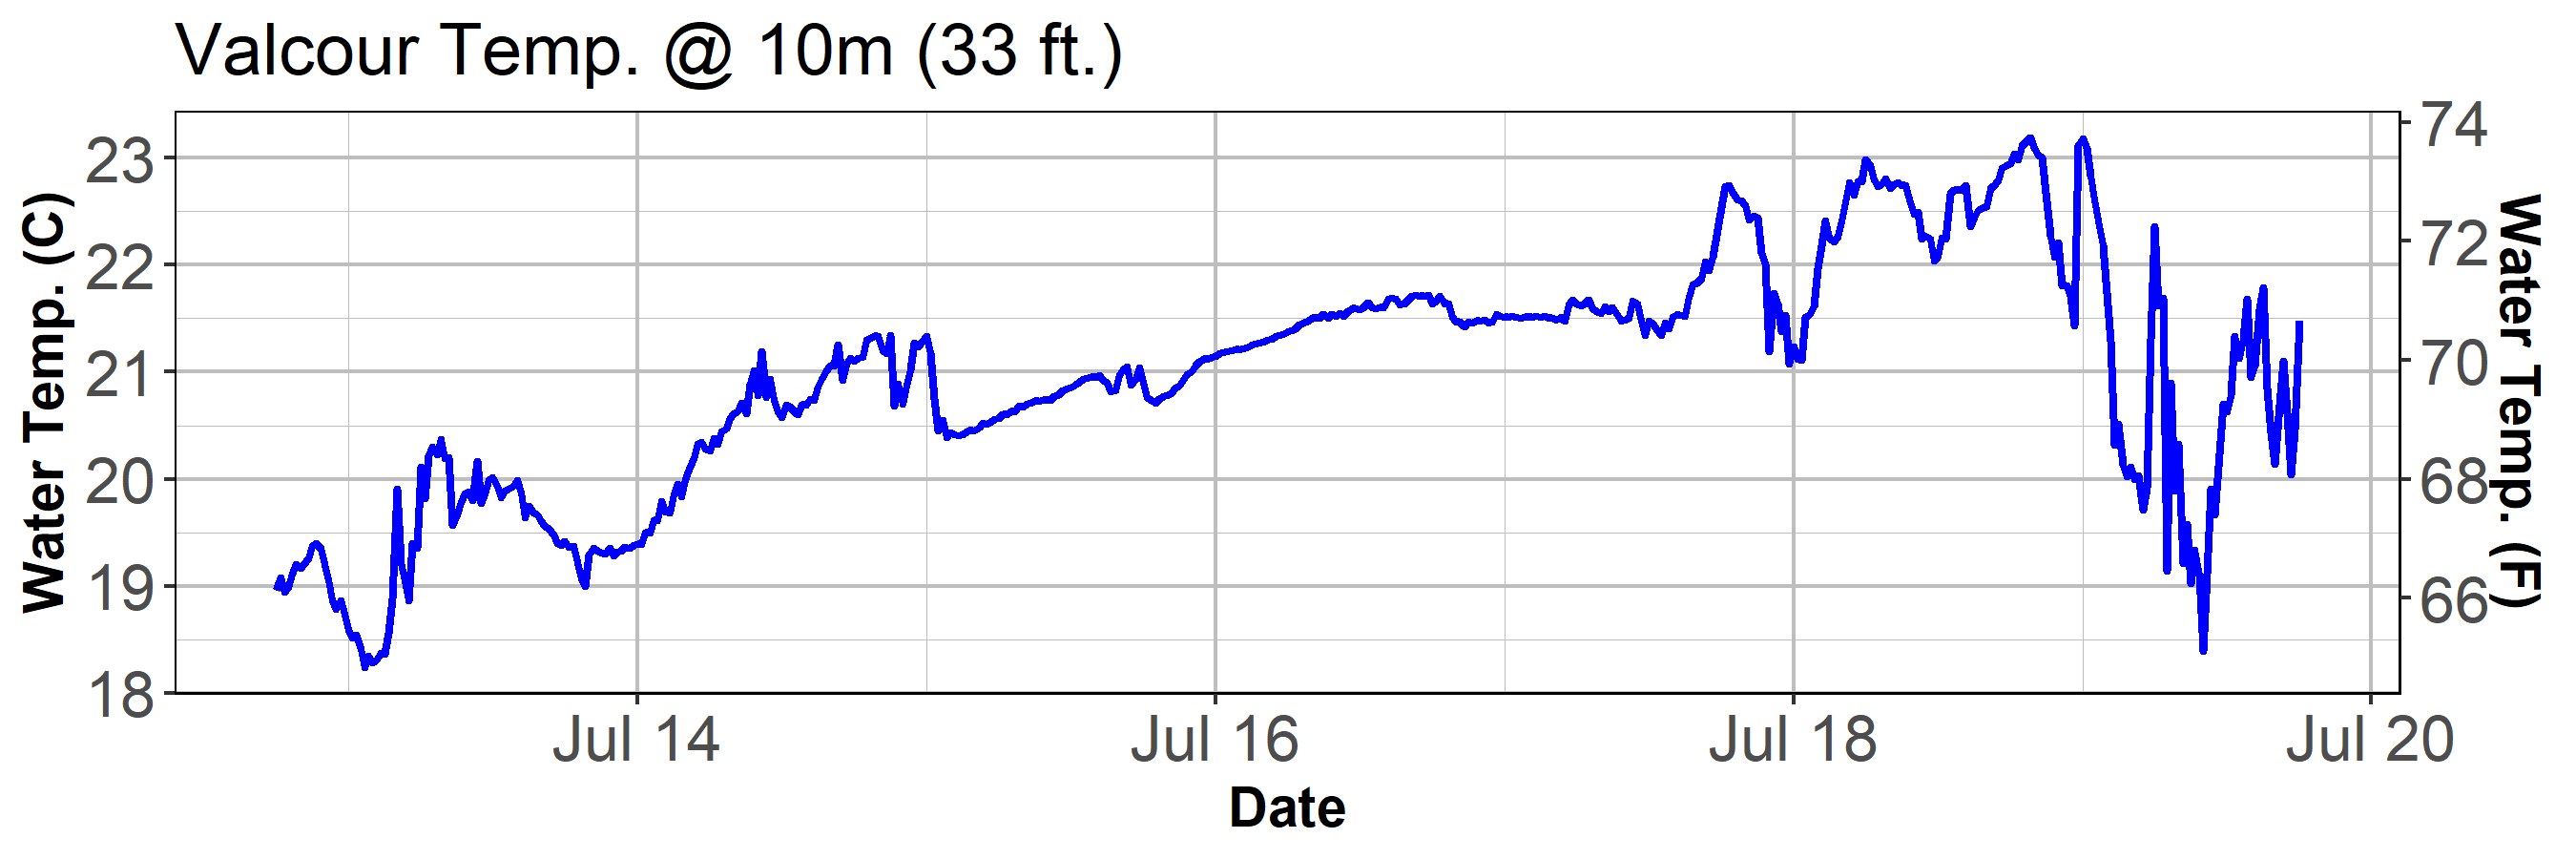 Valcour Temp. @ 10m (33 ft.)
Water Temp. (C)
23
22
21
20
19
18
74
72
70
68
66
Water Temp. (F)
Jul 14
Jul 16
Jul 18
Jul 20
Date